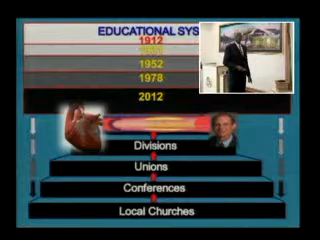 EDUCATIONAL SYS
1912
1952
1978
2012
Divisions
Unions
Conferences
Local Churches